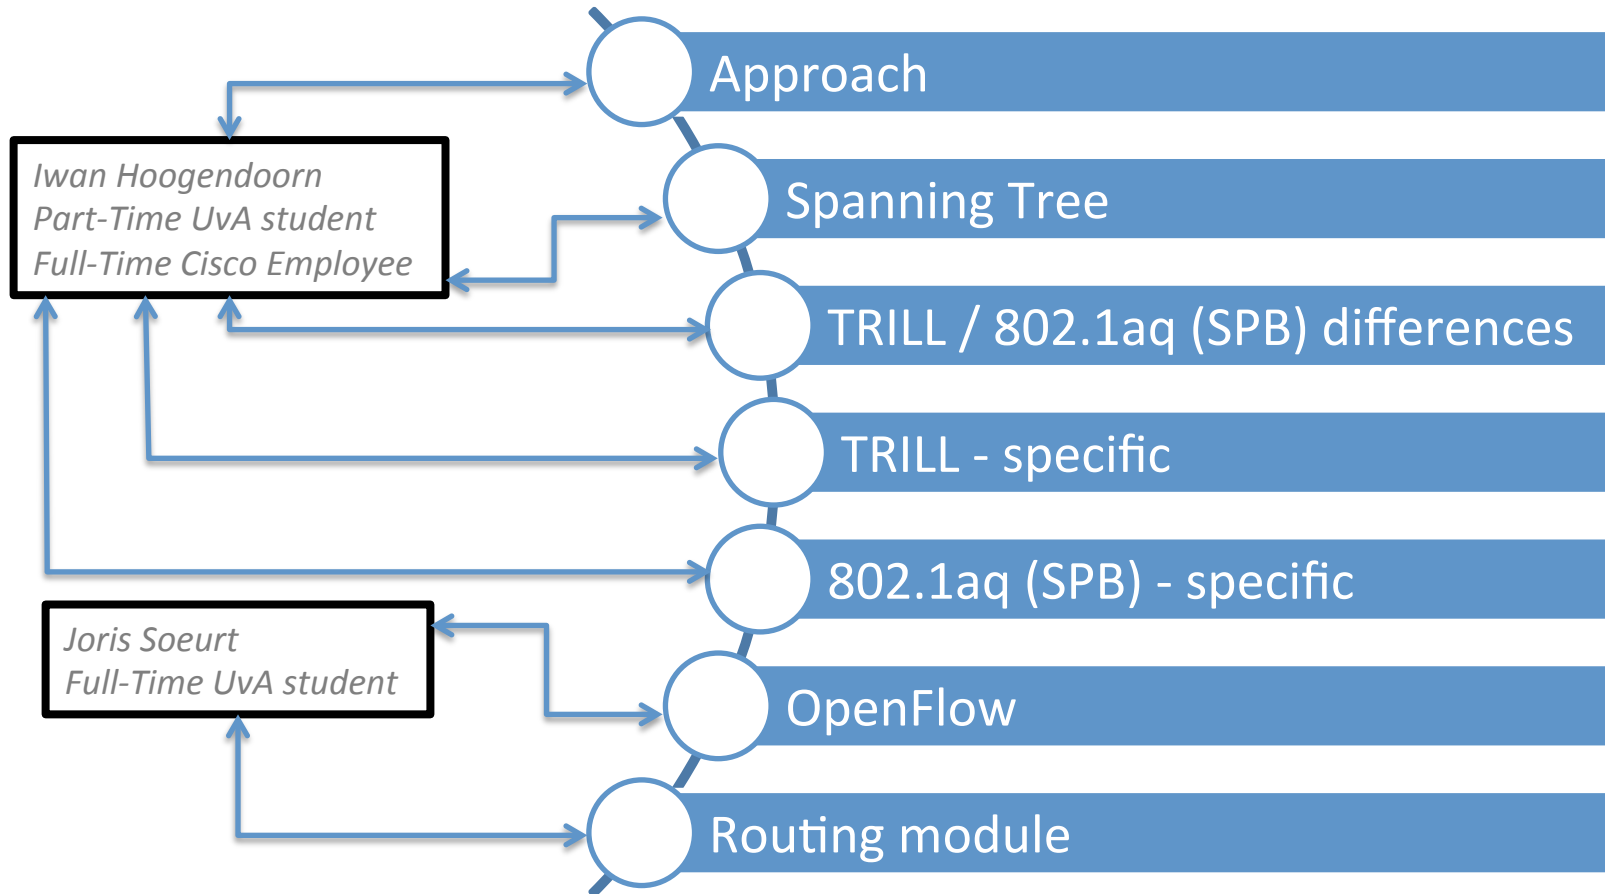 Approach
Iwan Hoogendoorn
Part-Time UvA student
Full-Time Cisco Employee
Spanning Tree
TRILL / 802.1aq (SPB) differences
TRILL - specific
802.1aq (SPB) - specific
Joris Soeurt
Full-Time UvA student
OpenFlow
Routing module